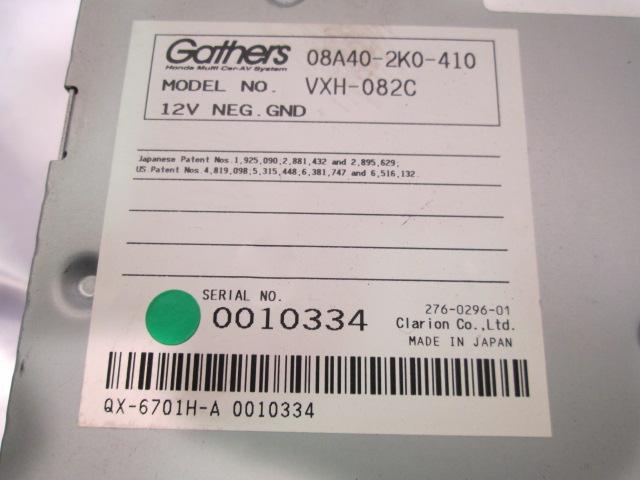 Gathers 08A40-2K0-410
Honda Multi Car-AV System
MODEL NO. VXH-082C
12V NEG.GND
Japanese Patent Nos.1,925,090;2,881,432 and 2,895,629;
US Patent Nos.4,819,098;5,315,448;6,381,747 and 6,516,132.
SERIAL NO.
0010334
276-0296-01
Clarion Co.,Ltd.
MADE IN JAPAN
QX-6701H-A 0010334